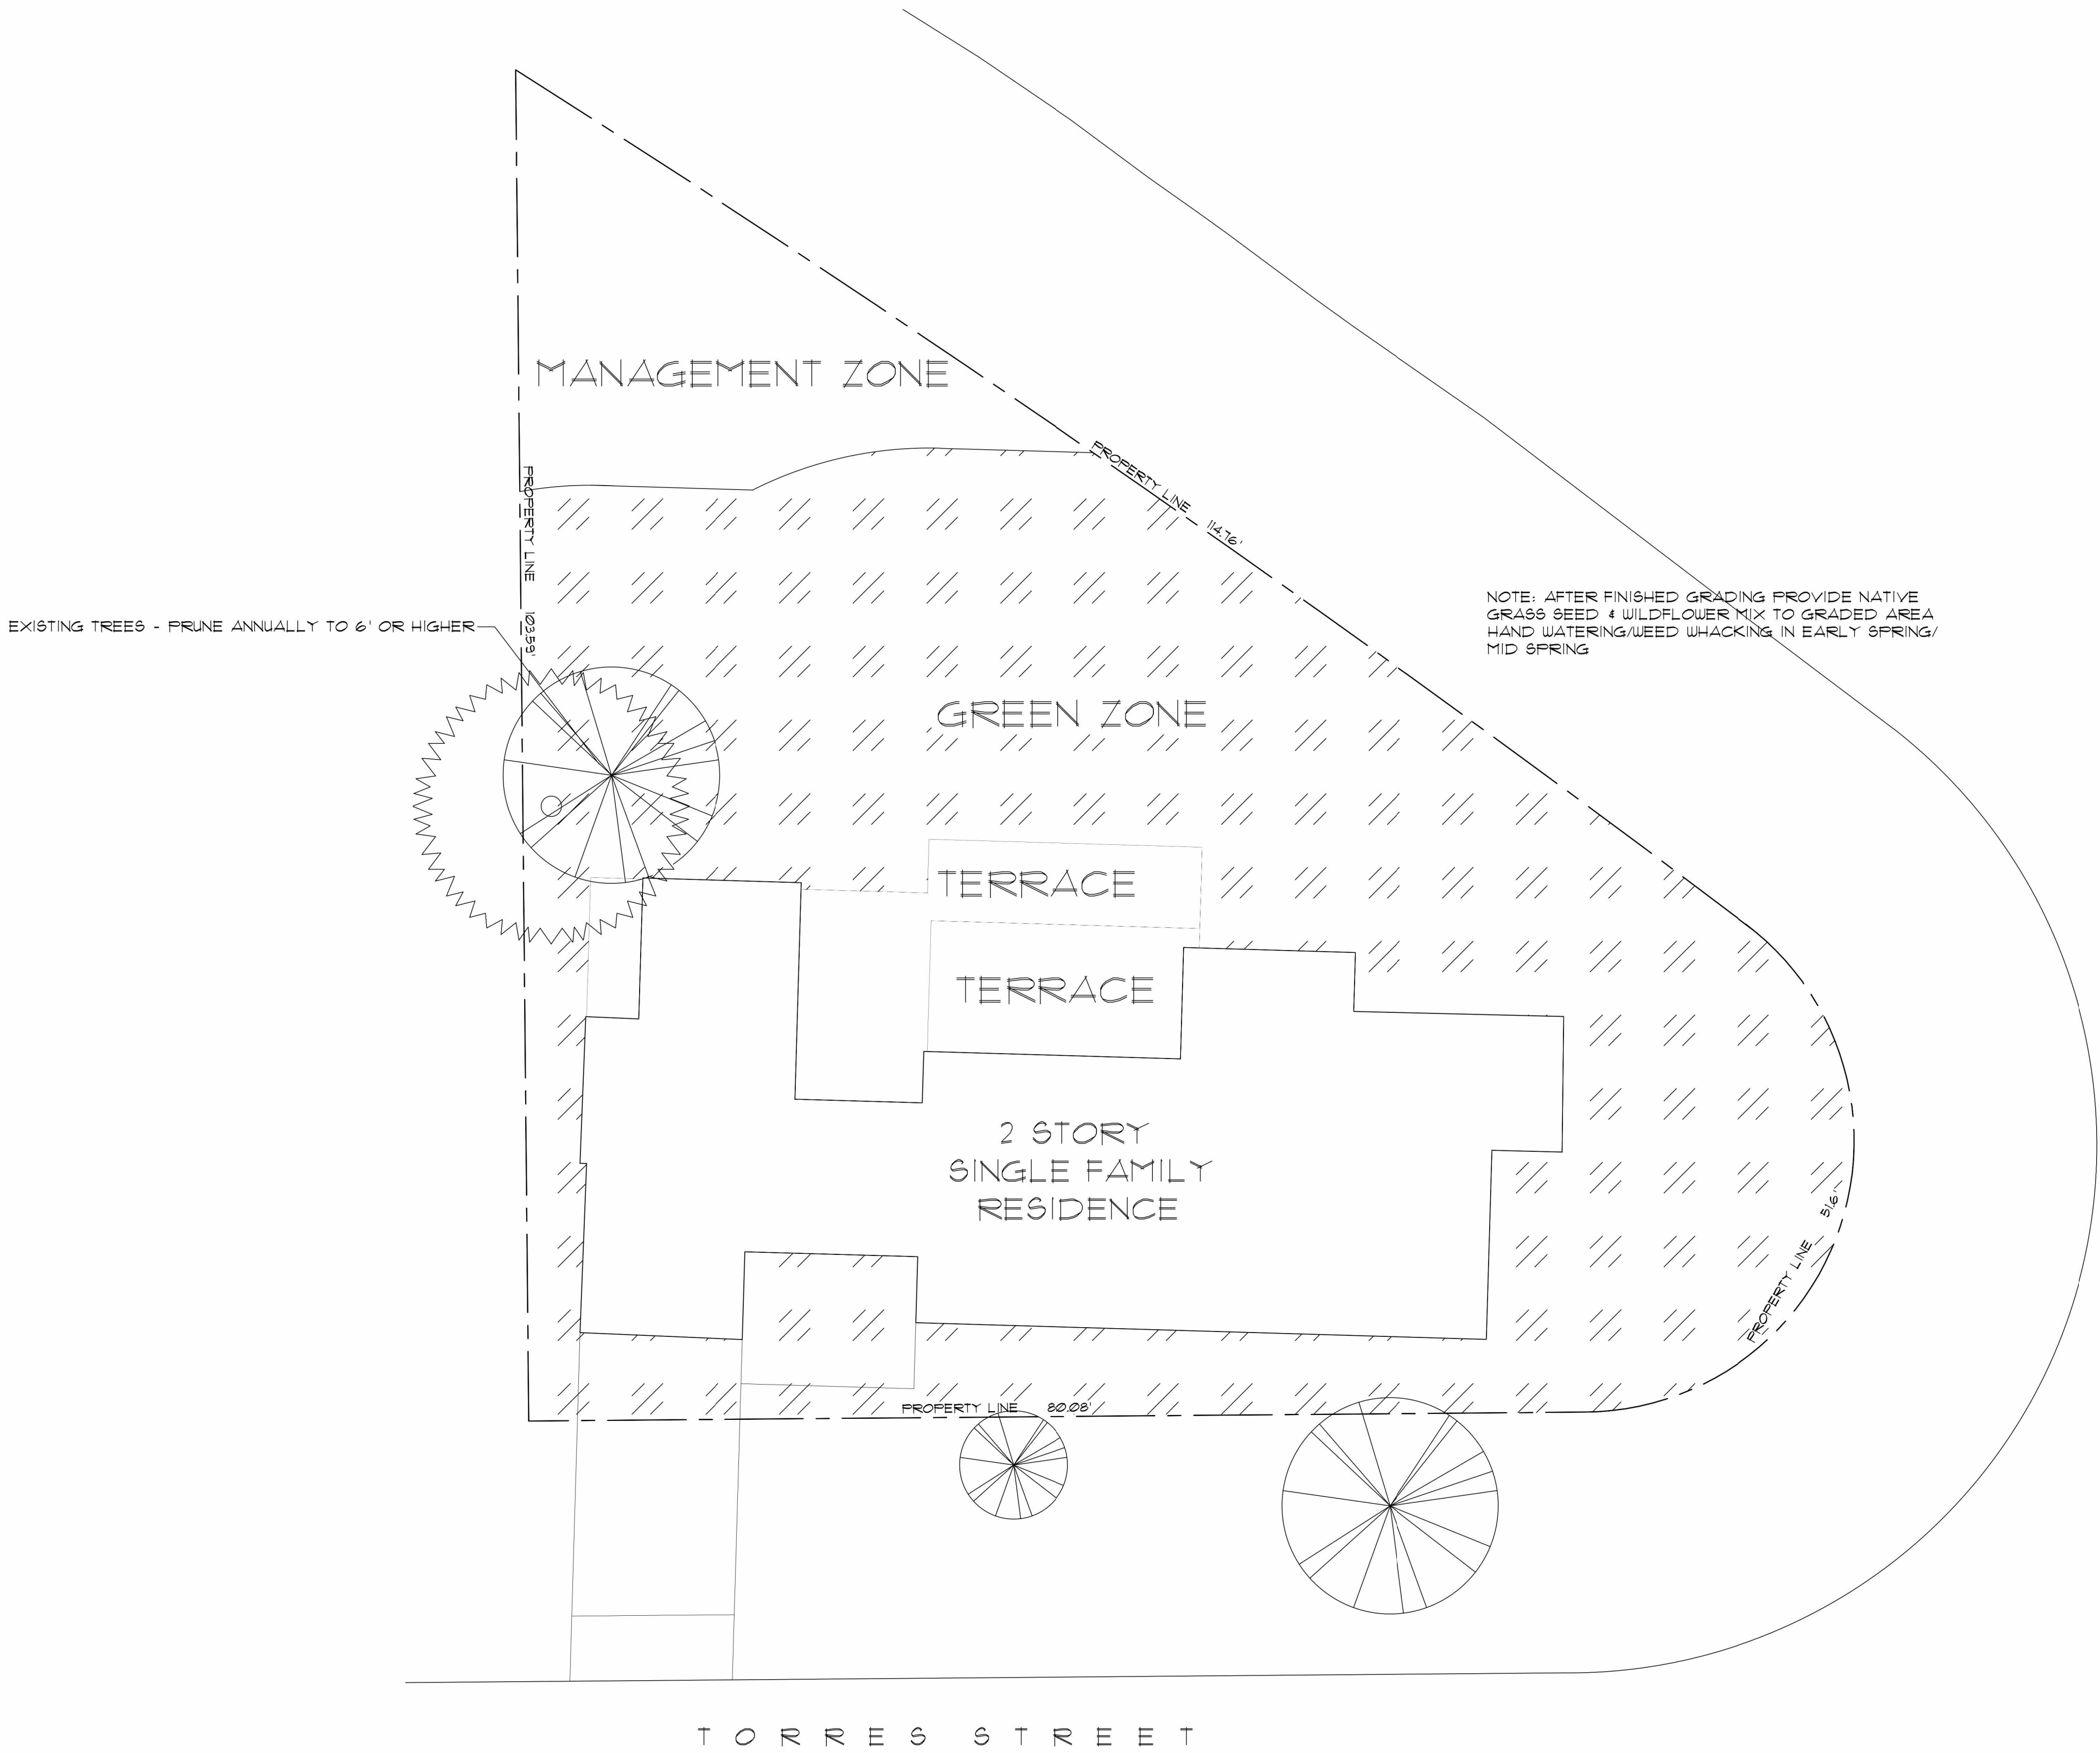 MANAGEMENT ZONE
PROPERTY LINE 114.76'
PROPERTY LINE 103.59'
EXISTING TREES - PRUNE ANNUALLY TO 6' OR HIGHER
NOTE: AFTER FINISHED GRADING PROVIDE NATIVE
GRASS SEED & WILDFLOWER MIX TO GRADED AREA
HAND WATERING/WEED WHACKING IN EARLY SPRING/
MID SPRING
GREEN ZONE
TERRACE
TERRACE
2 STORY
SINGLE FAMILY
RESIDENCE
PROPERTY LINE 51.6'
PROPERTY LINE 80.08'
TORRES STREET